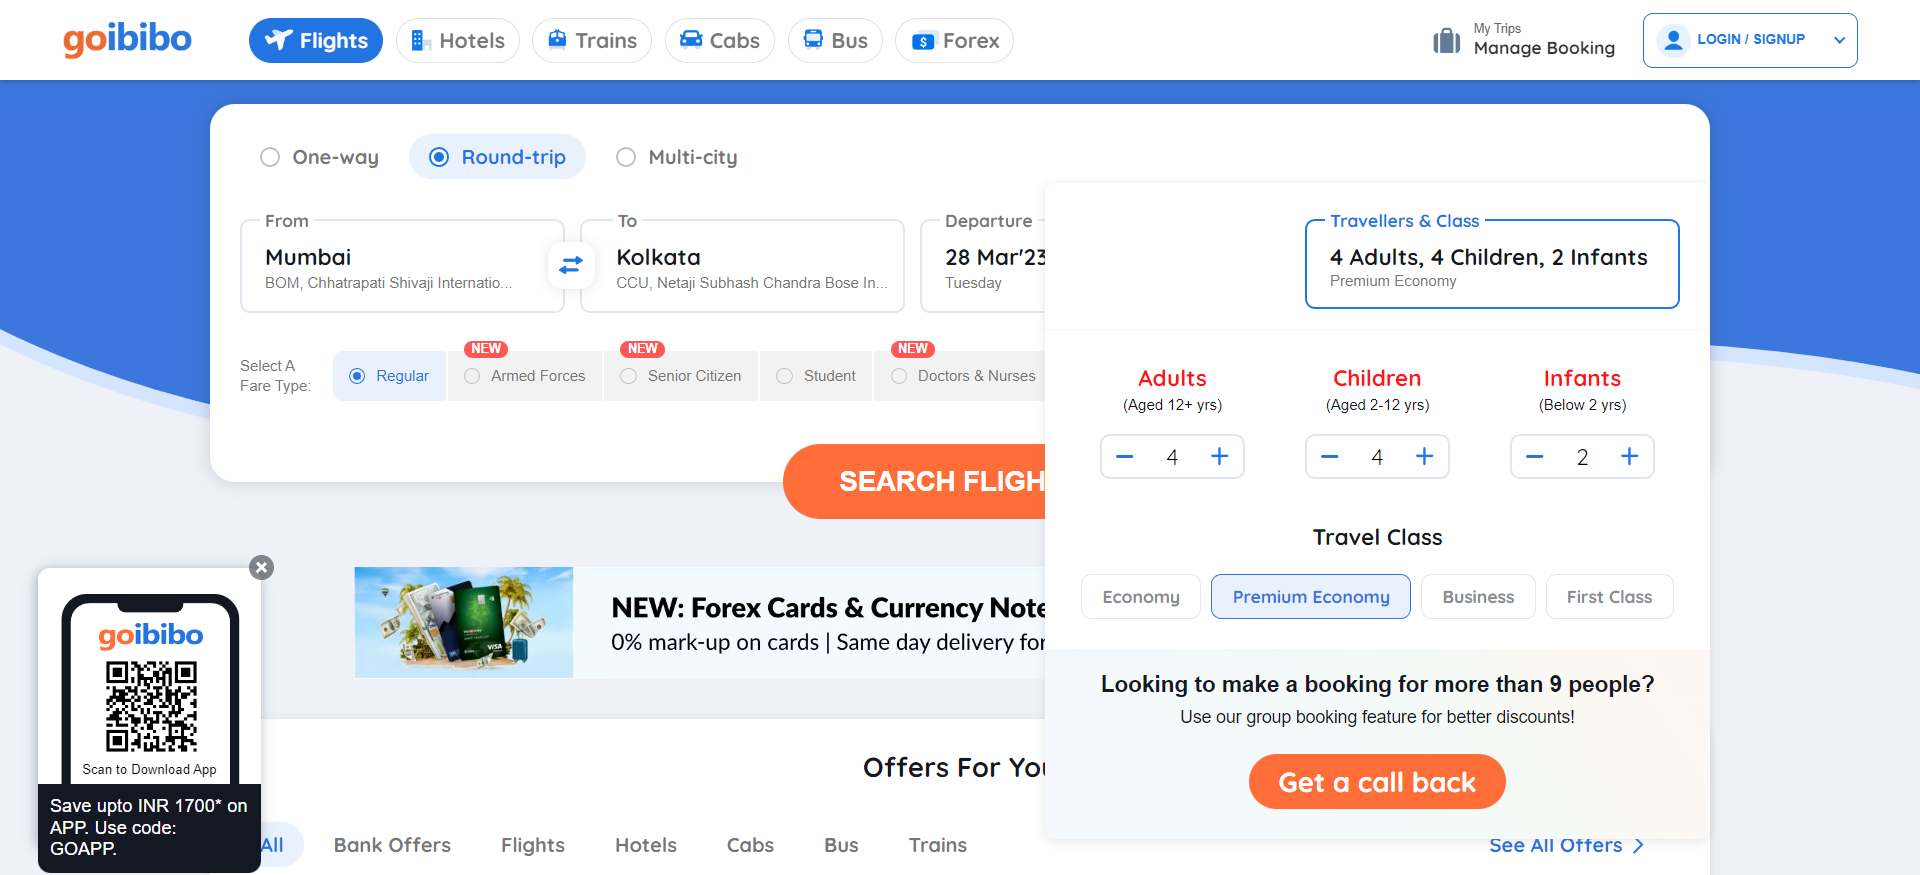 goibibo
Flights
Hotels
Trains
Cabs
Bus
Forex
My Trips
Manage Booking
LOGIN / SIGNUP
One-way
Round-trip
Multi-city
From
Mumbai
BOM, Chhatrapati Shivaji Internatio...
To
Kolkata
CCU, Netaji Subhash Chandra Bose In...
Departure
28 Mar'23
Tuesday
Travellers & Class
4 Adults, 4 Children, 2 Infants
Premium Economy
Select A
Fare Type:
Regular
NEW
Armed Forces
NEW
Senior Citizen
Student
NEW
Doctors & Nurses
SEARCH FLIGH
Adults
(Aged 12+ yrs)
4
Children
(Aged 2-12 yrs)
4
Infants
(Below 2 yrs)
2
Travel Class
Economy
Premium Economy
Business
First Class
Looking to make a booking for more than 9 people?
Use our group booking feature for better discounts!
Get a call back
NEW: Forex Cards & Currency Note
0% mark-up on cards | Same day delivery for
VISA
goibibo
Scan to Download App
Save upto INR 1700* on
APP. Use code:
GOAPP.
Offers For You
All
Bank Offers
Flights
Hotels
Cabs
Bus
Trains
See All Offers